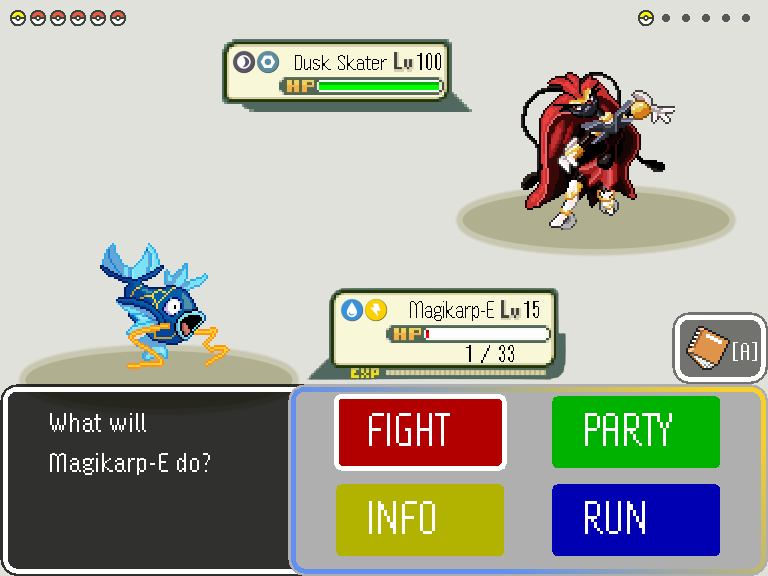 Dusk Skater Lv100
HP
Magikarp-E Lv15
HP
1 / 33
EXP
[A]
What will
Magikarp-E do?
FIGHT
PARTY
INFO
RUN